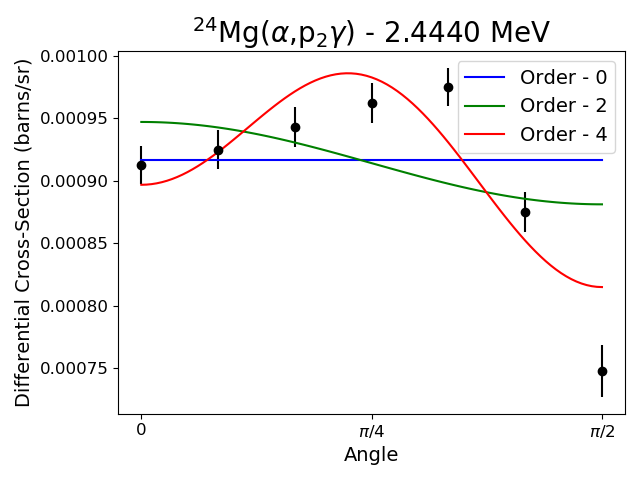 ²⁴Mg(α,p₂γ) - 2.4440 MeV
Differential Cross-Section (barns/sr)
0.00100
0.00095
0.00090
0.00085
0.00080
0.00075
Order - 0
Order - 2
Order - 4
0
π/4
π/2
Angle